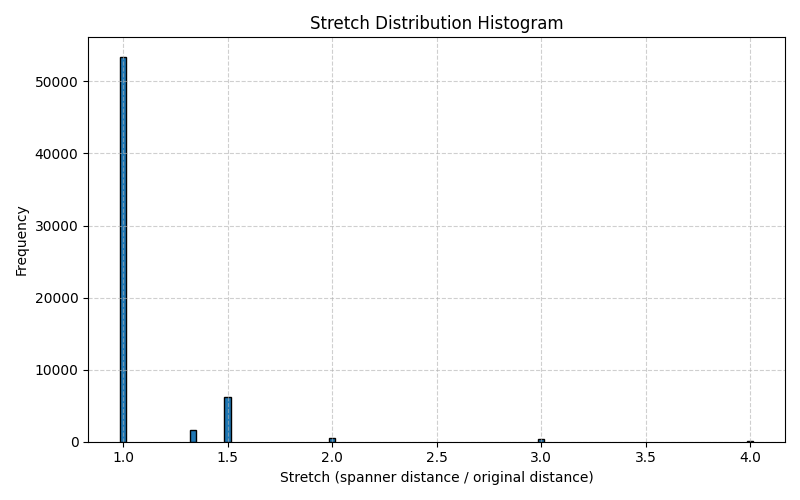 Stretch Distribution Histogram
50000
40000
30000
20000
10000
0
Frequency
1.0 1.5 2.0 2.5 3.0 3.5 4.0
Stretch (spanner distance / original distance)